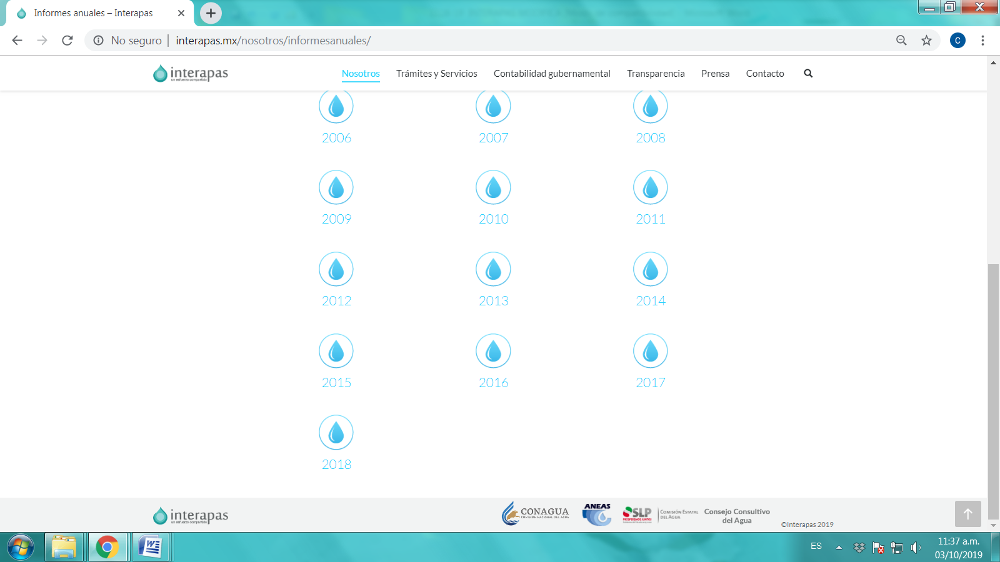 Informes anuales – Interapas
No seguro | interapas.mx/nosotros/informesanuales/
C
interapas
un esfuerzo compartido
Nosotros Trámites y Servicios Contabilidad gubernamental Transparencia Prensa Contacto
2006 2007 2008
2009 2010 2011
2012 2013 2014
2015 2016 2017
2018
interapas
un esfuerzo compartido
CONAGUA
COMISIÓN NACIONAL DEL AGUA
ANEAS
SLP
PROSPEREMOS JUNTOS
COMISIÓN ESTATAL
DEL AGUA
Consejo Consultivo
del Agua
©Interapas 2019
ES
11:37 a.m.
03/10/2019